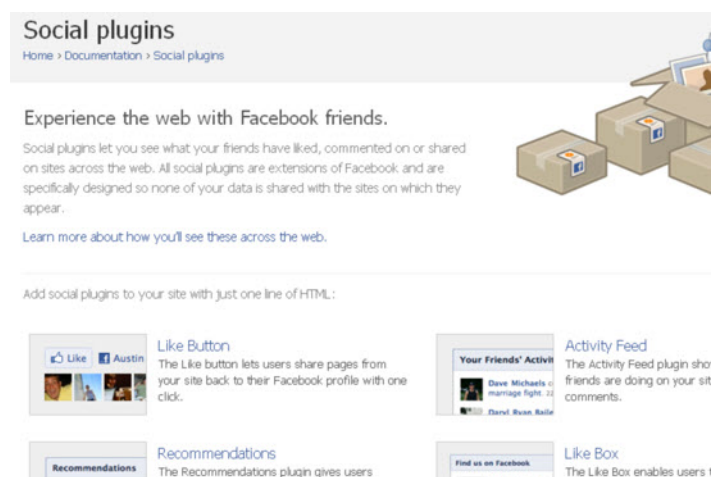 Social plugins
Home › Documentation › Social plugins
Experience the web with Facebook friends.
Social plugins let you see what your friends have liked, commented on or shared
on sites across the web. All social plugins are extensions of Facebook and are
specifically designed so none of your data is shared with the sites on which they
appear.
Learn more about how you'll see these across the web.
Add social plugins to your site with just one line of HTML:
Like Austin
Like Button
The Like button lets users share pages from
your site back to their Facebook profile with one
click.
Your Friends' Activit
Dave Michaels
marriage fight.
Daryl Ryan Baile
Activity Feed
The Activity Feed plugin sho
friends are doing on your sit
comments.
Recommendations
Recommendations
The Recommendations plugin gives users
Find us on Facebook
Like Box
The Like Box enables users t